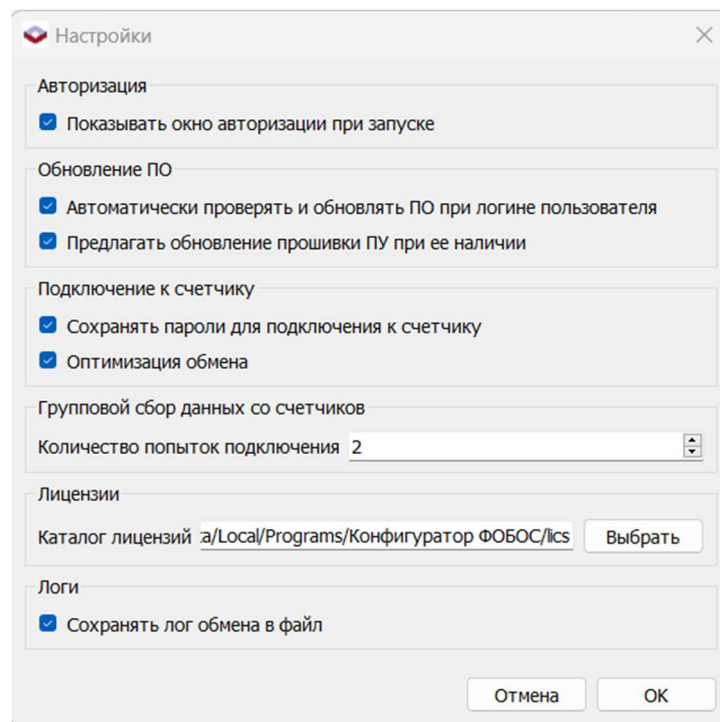 Настройки
Авторизация
Показывать окно авторизации при запуске
Обновление ПО
Автоматически проверять и обновлять ПО при логине пользователя
Предлагать обновление прошивки ПУ при ее наличии
Подключение к счетчику
Сохранять пароли для подключения к счетчику
Оптимизация обмена
Групповой сбор данных со счетчиков
Количество попыток подключения 2
Лицензии
Каталог лицензий :a/Local/Programs/Конфигуратор ФОБОС/lics Выбрать
Логи
Сохранять лог обмена в файл
Отмена OK